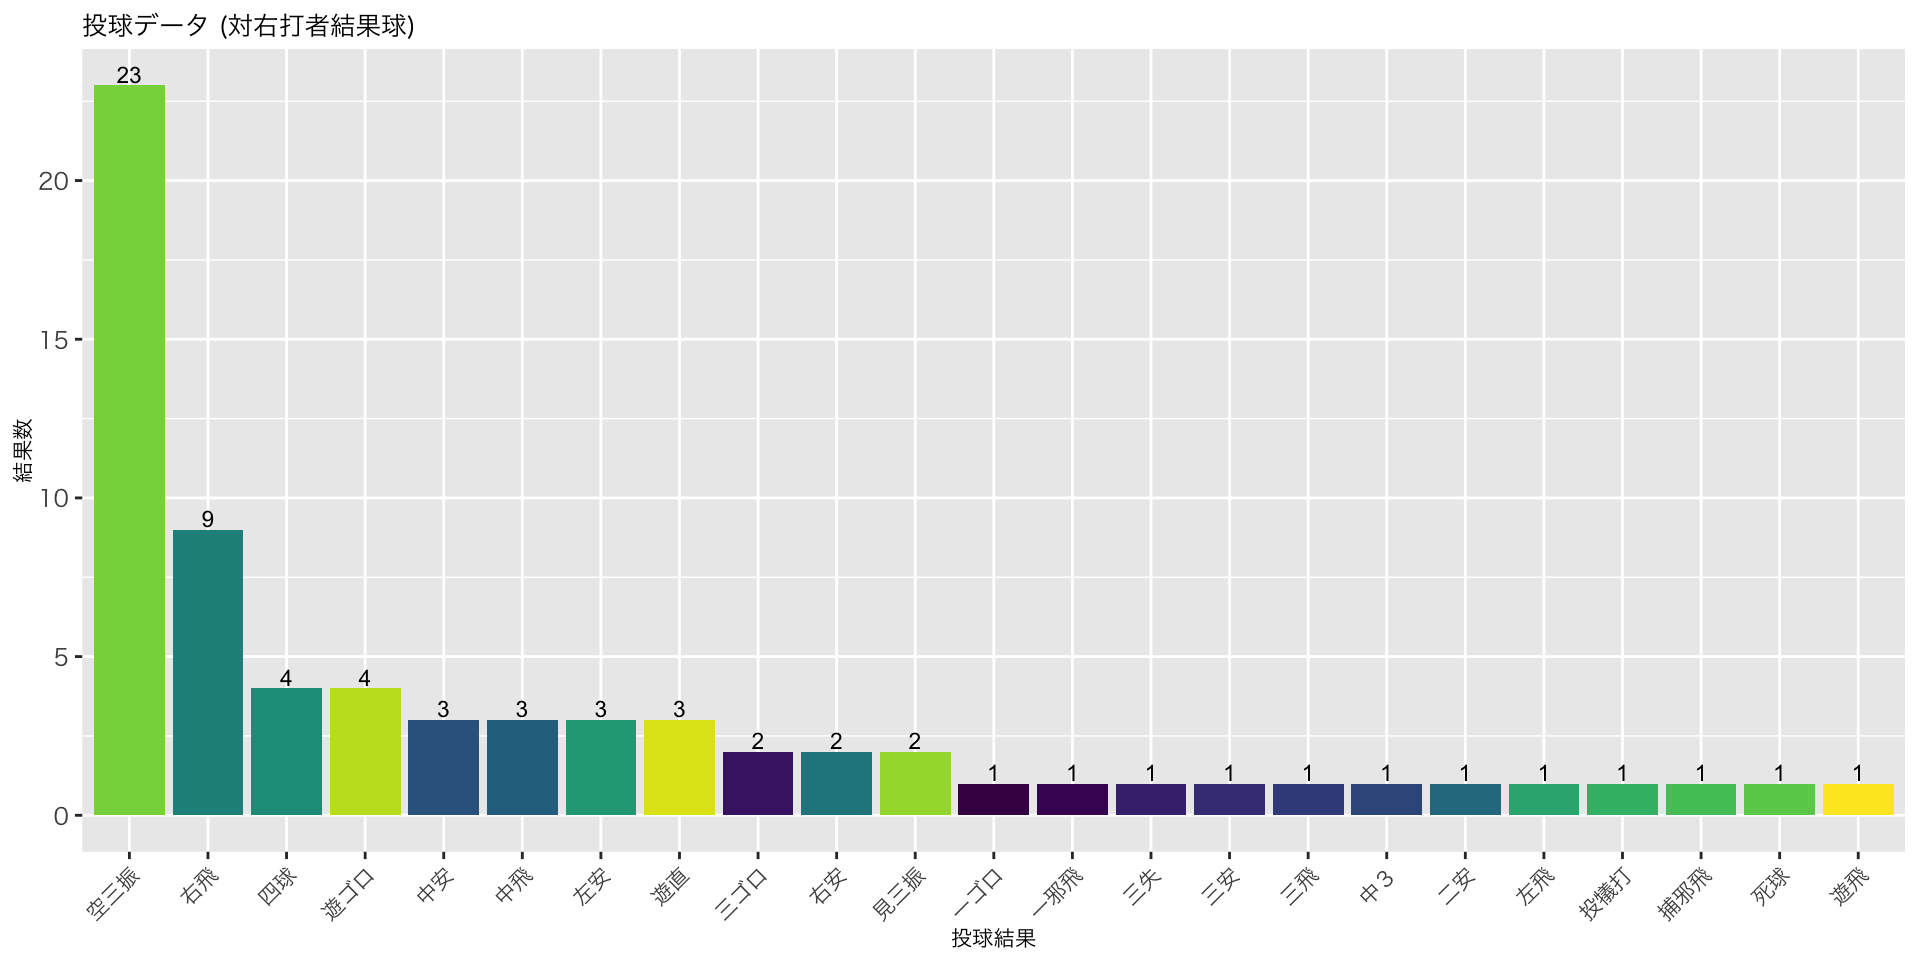 投球データ (対右打者結果球)
結果数
20
15
10
5
0
23
9
4
4
3
3
3
3
2
2
2
1
1
1
1
1
1
1
1
1
1
1
1
空三振
右飛
四球
遊ゴロ
中安
中飛
左安
遊直
三ゴロ
右安
見三振
一ゴロ
一邪飛
三失
三安
三飛
中３
二安
左飛
投犠打
捕邪飛
死球
遊飛
投球結果